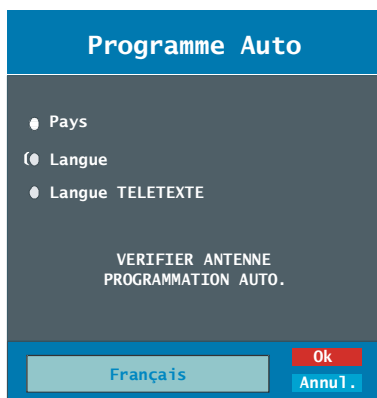 Programme Auto
Pays
Langue
Langue TELETEXTE
VERIFIER ANTENNE
PROGRAMMATION AUTO.
Français
Ok
Annul.